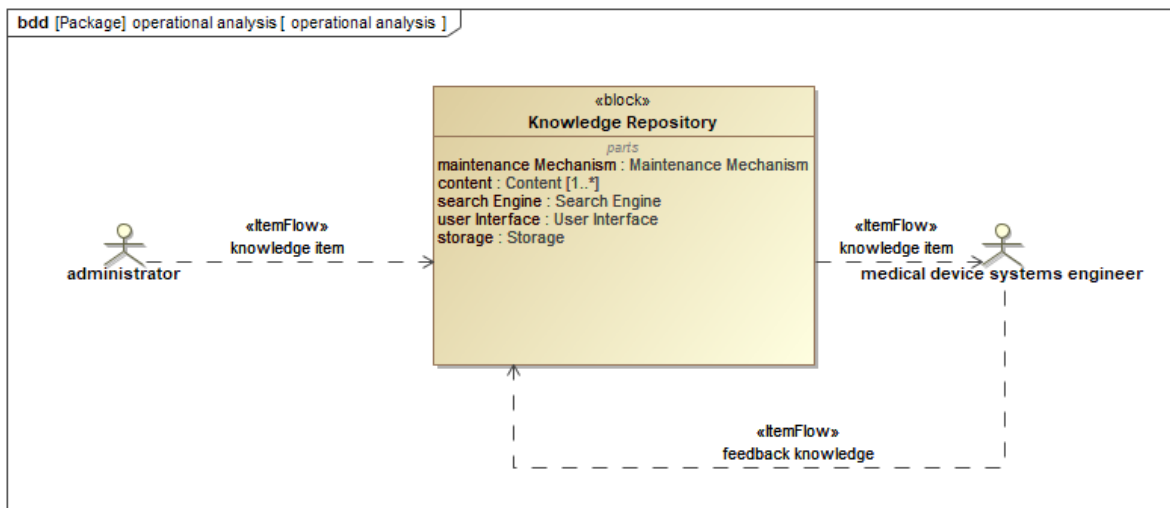 bdd [Package] operational analysis [ operational analysis ]
«block»
Knowledge Repository
parts
maintenance Mechanism : Maintenance Mechanism
content : Content [1..*]
search Engine : Search Engine
user Interface : User Interface
storage : Storage
«ItemFlow»
knowledge item
administrator
«ItemFlow»
knowledge item
medical device systems engineer
«ItemFlow»
feedback knowledge